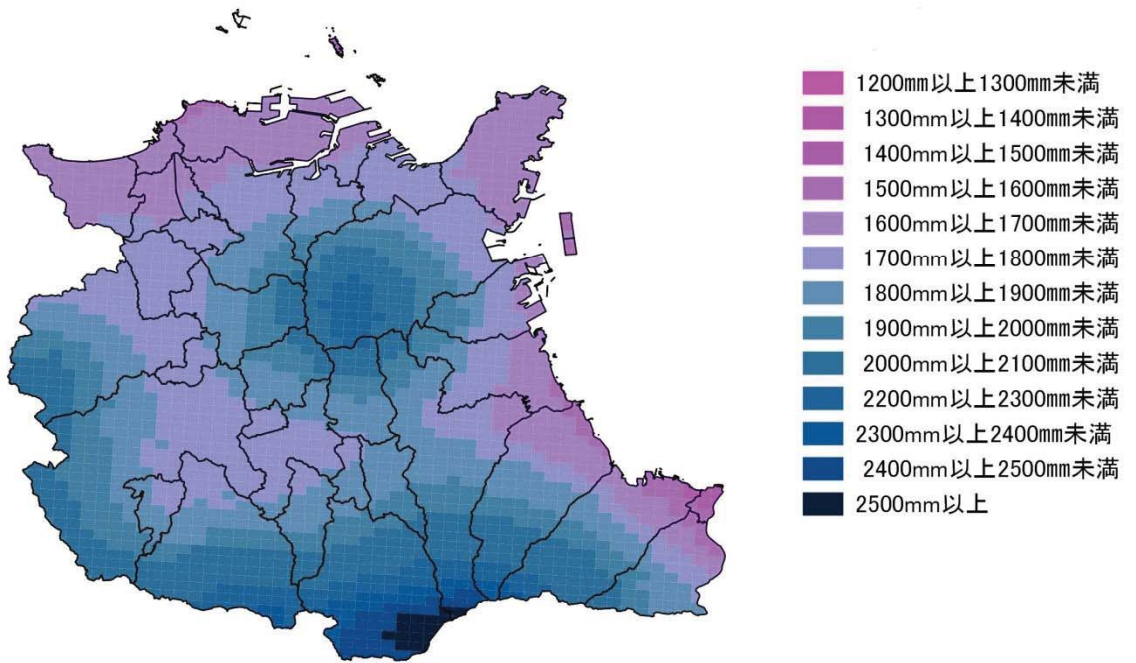 1200mm以上1300mm未満
1300mm以上1400mm未満
1400mm以上1500mm未満
1500mm以上1600mm未満
1600mm以上1700mm未満
1700mm以上1800mm未満
1800mm以上1900mm未満
1900mm以上2000mm未満
2000mm以上2100mm未満
2200mm以上2300mm未満
2300mm以上2400mm未満
2400mm以上2500mm未満
2500mm以上